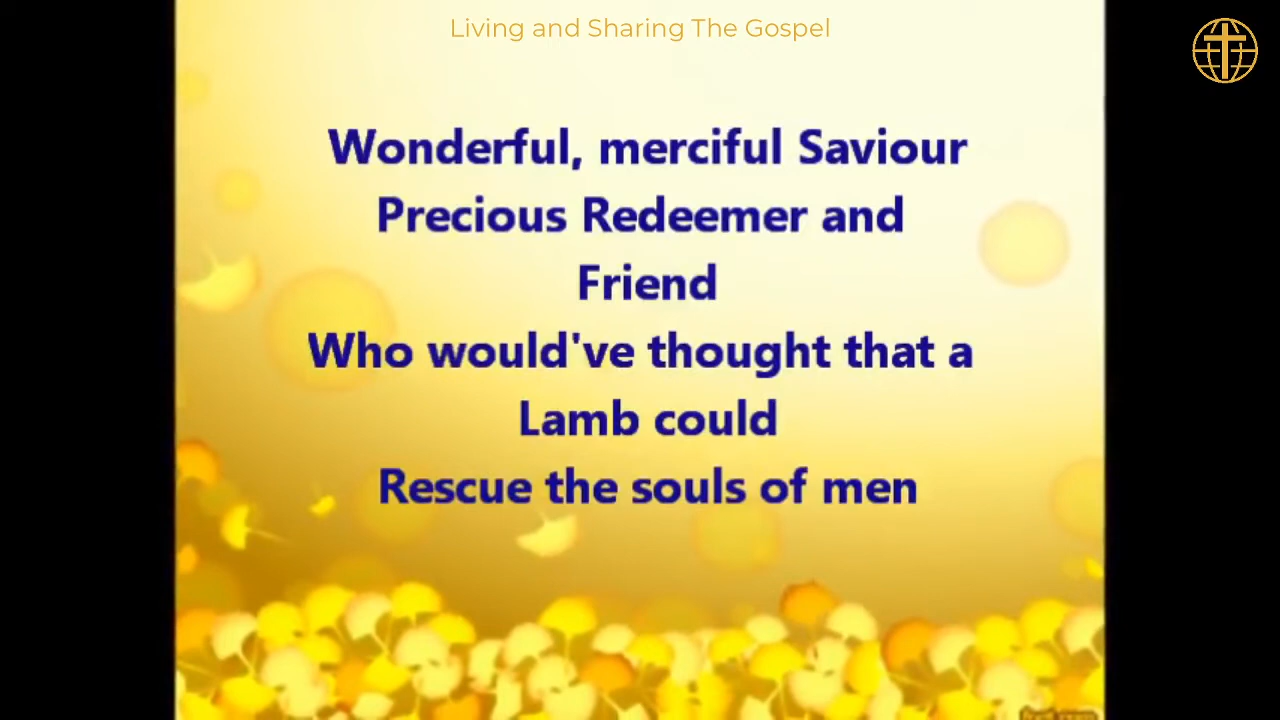 Living and Sharing The Gospel
Wonderful, merciful Saviour
Precious Redeemer and
Friend
Who would've thought that a
Lamb could
Rescue the souls of men